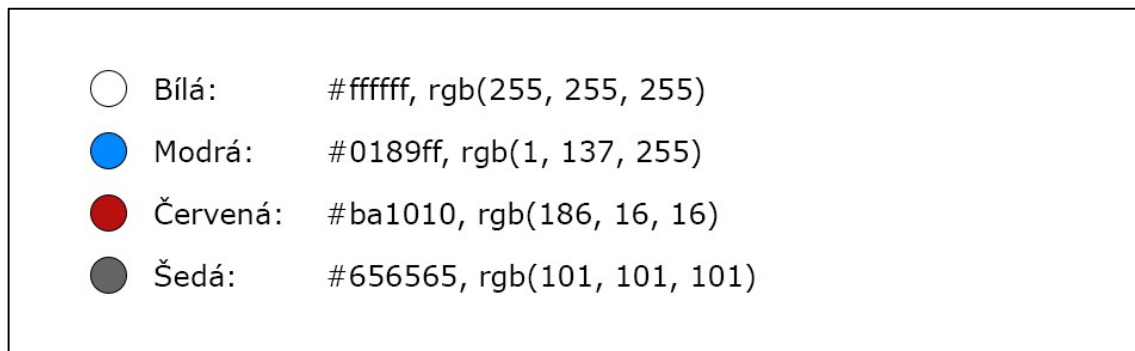 Bílá: #ffffff, rgb(255, 255, 255)
Modrá: #0189ff, rgb(1, 137, 255)
Červená: #ba1010, rgb(186, 16, 16)
Šedá: #656565, rgb(101, 101, 101)